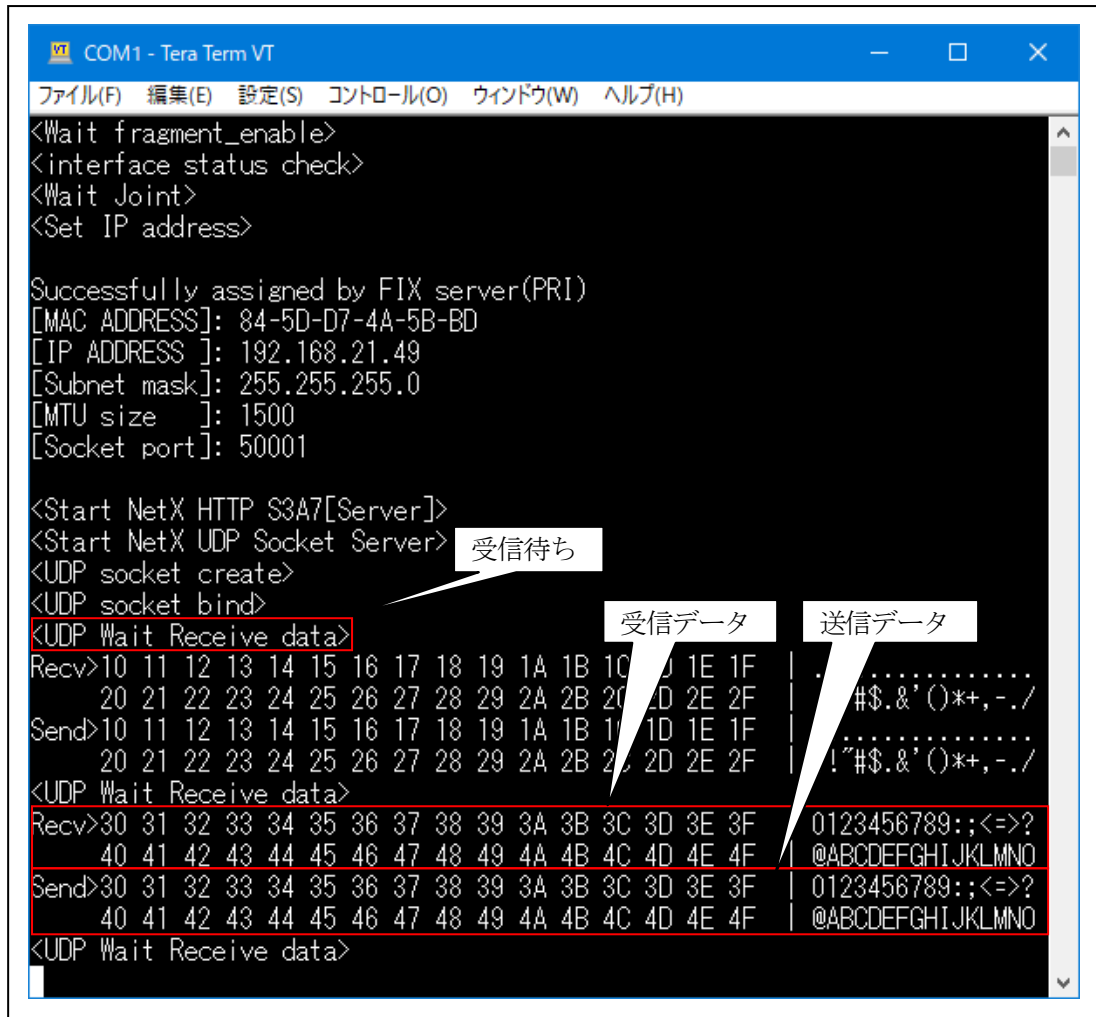 COM1 - Tera Term VT
ファイル(F) 編集(E) 設定(S) コントロール(O) ウィンドウ(W) ヘルプ(H)
<Wait fragment_enable>
<interface status check>
<Wait Joint>
<Set IP address>
Successfully assigned by FIX server(PRI)
[MAC ADDRESS]: 84-5D-D7-4A-5B-BD
[IP ADDRESS ]: 192.168.21.49
[Subnet mask]: 255.255.255.0
[MTU size   ]: 1500
[Socket port]: 50001
<Start NetX HTTP S3A7[Server]>
<Start NetX UDP Socket Server>
受信待ち
<UDP socket create>
<UDP socket bind>
受信データ 送信データ
<UDP Wait Receive data>
Recv>10 11 12 13 14 15 16 17 18 19 1A 1B 1C 1E 1F | ...............
20 21 22 23 24 25 26 27 28 29 2A 2B 2E 2F | #$.&'()*+,-./
Send>10 11 12 13 14 15 16 17 18 19 1A 1B 1D 1E 1F | ...............
20 21 22 23 24 25 26 27 28 29 2A 2B 2D 2E 2F | !"#$.&'()*+,-./
<UDP Wait Receive data>
Recv>30 31 32 33 34 35 36 37 38 39 3A 3B 3C 3D 3E 3F | 0123456789:;<=>?
40 41 42 43 44 45 46 47 48 49 4A 4B 4C 4D 4E 4F | @ABCDEFGHIJKLMNO
Send>30 31 32 33 34 35 36 37 38 39 3A 3B 3C 3D 3E 3F | 0123456789:;<=>?
40 41 42 43 44 45 46 47 48 49 4A 4B 4C 4D 4E 4F | @ABCDEFGHIJKLMNO
<UDP Wait Receive data>